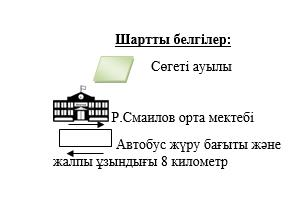 Шартты белгілер:
Сөгеті ауылы
Р.Смаилов орта мектебі
Автобус жүру бағыты және
жалпы ұзындығы 8 километр